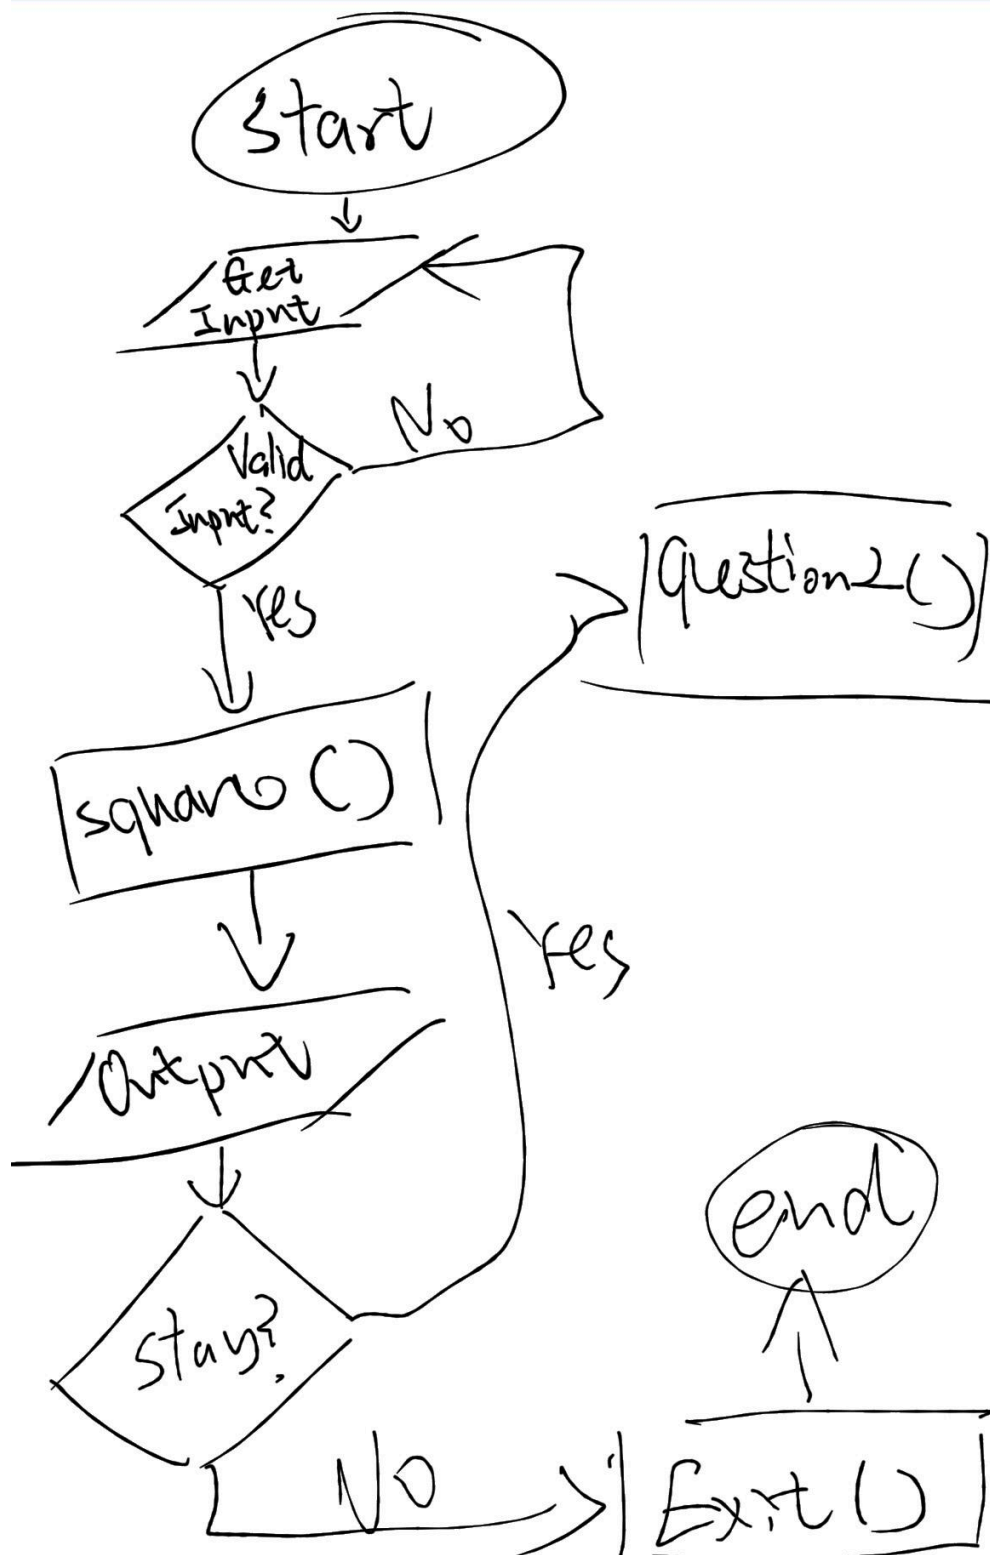 start
Get
Input
Valid
Input?
No
Yes
Question2()
square()
Yes
Output
end
stay?
No
Exit()